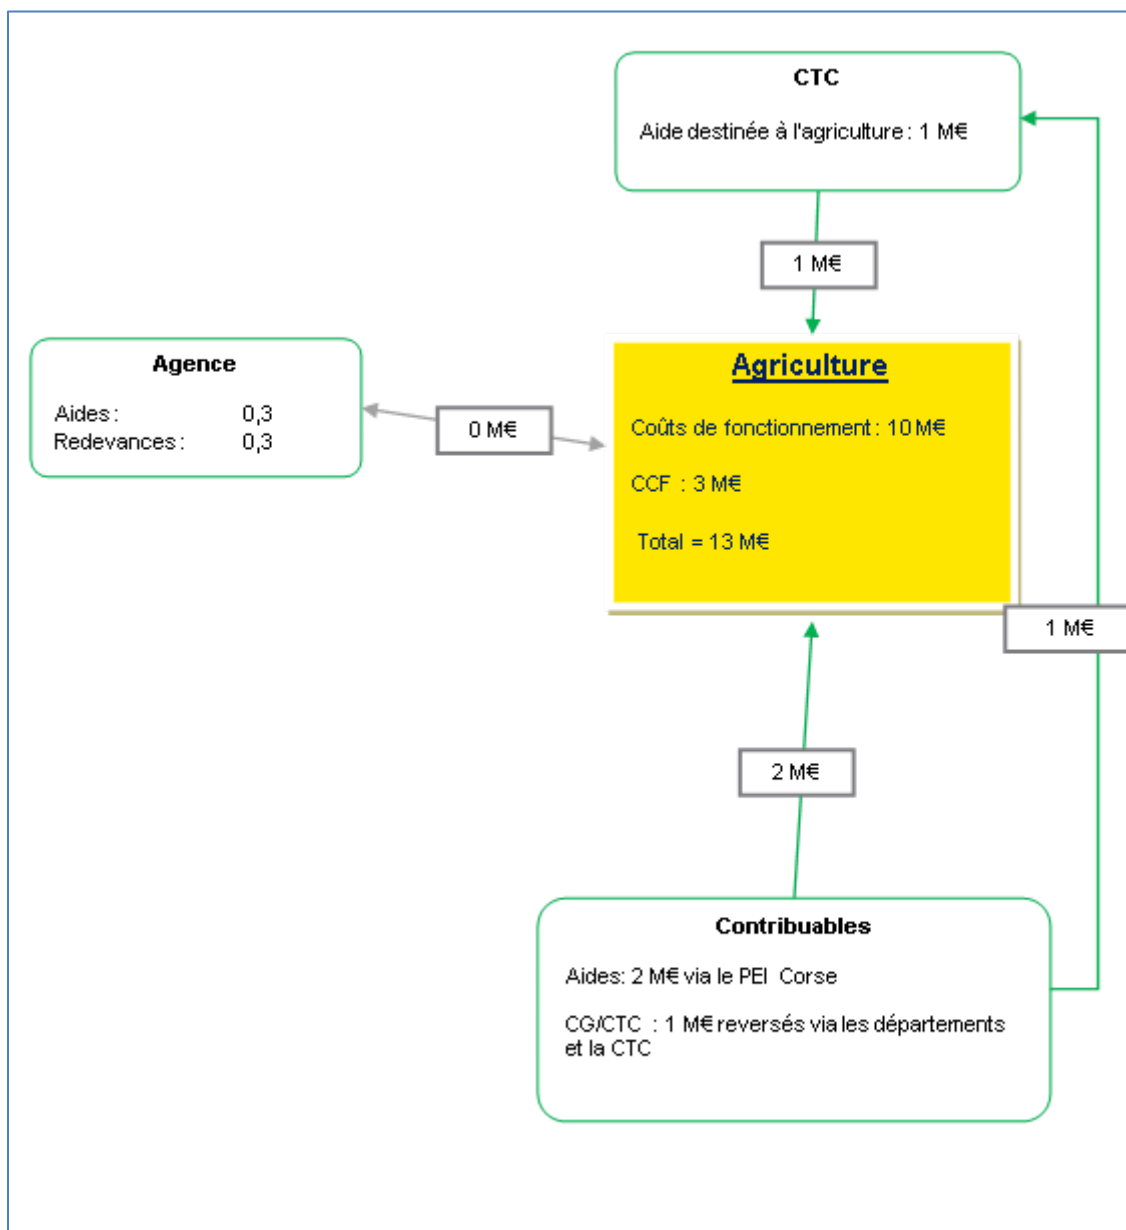 CTC
Aide destinée à l'agriculture : 1 M€
1 M€
Agence
Aides : 0,3
Redevances : 0,3
0 M€
Agriculture
Coûts de fonctionnement : 10 M€
CCF : 3 M€
Total = 13 M€
1 M€
2 M€
Contribuables
Aides: 2 M€ via le PEI Corse
CG/CTC : 1 M€ reversés via les départements
et la CTC